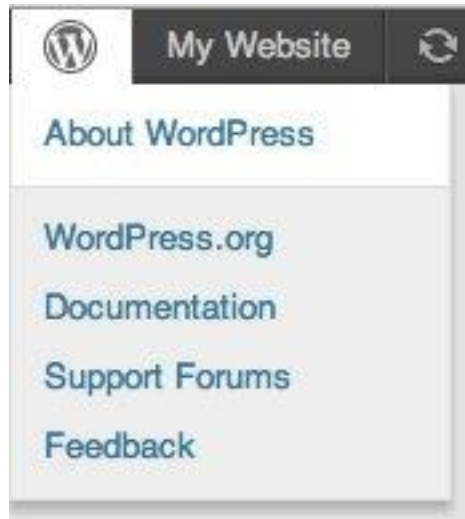 My Website
About WordPress
WordPress.org
Documentation
Support Forums
Feedback